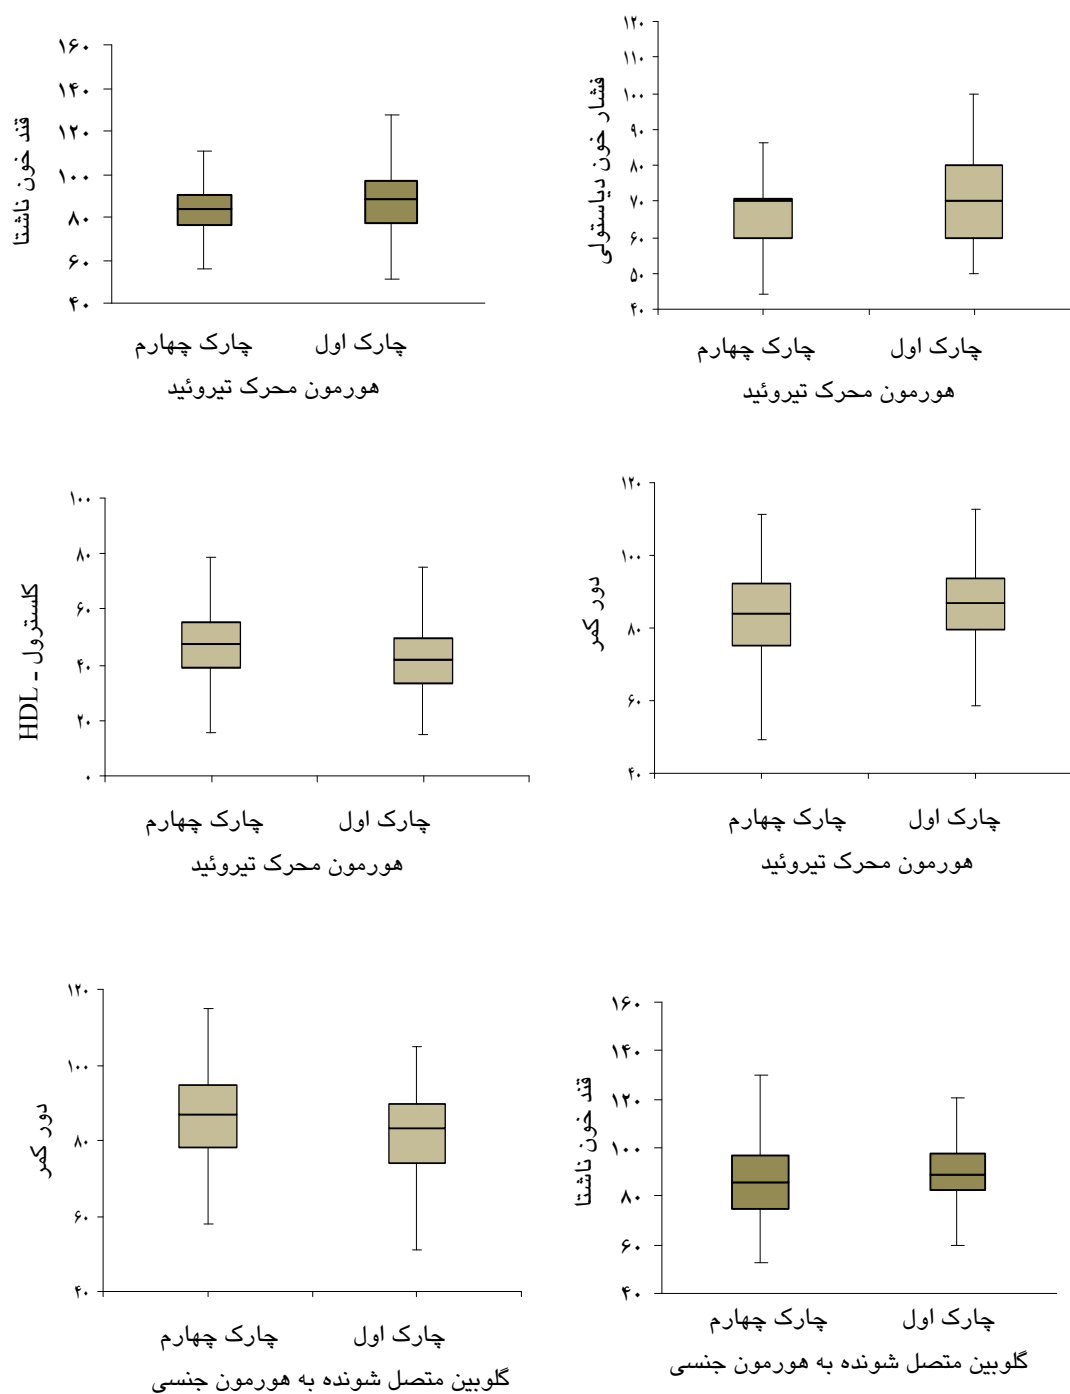 ۱۶۰
۱۴۰
۱۲۰
۱۰۰
۸۰
۶۰
۴۰
قند خون ناشتا
چارک چهارم چارک اول
هورمون محرک تیروئید
۱۲۰
۱۱۰
۱۰۰
۹۰
۸۰
۷۰
۶۰
۵۰
۴۰
فشار خون دیاستولی
چارک چهارم چارک اول
هورمون محرک تیروئید
۱۰۰
۸۰
۶۰
۴۰
۲۰
۰
کلسترول - HDL
چارک چهارم چارک اول
هورمون محرک تیروئید
۱۲۰
۱۰۰
۸۰
۶۰
۴۰
دور کمر
چارک چهارم چارک اول
هورمون محرک تیروئید
۱۲۰
۱۰۰
۸۰
۶۰
۴۰
دور کمر
چارک چهارم چارک اول
گلوبین متصل شونده به هورمون جنسی
۱۶۰
۱۴۰
۱۲۰
۱۰۰
۸۰
۶۰
۴۰
قند خون ناشتا
چارک چهارم چارک اول
گلوبین متصل شونده به هورمون جنسی